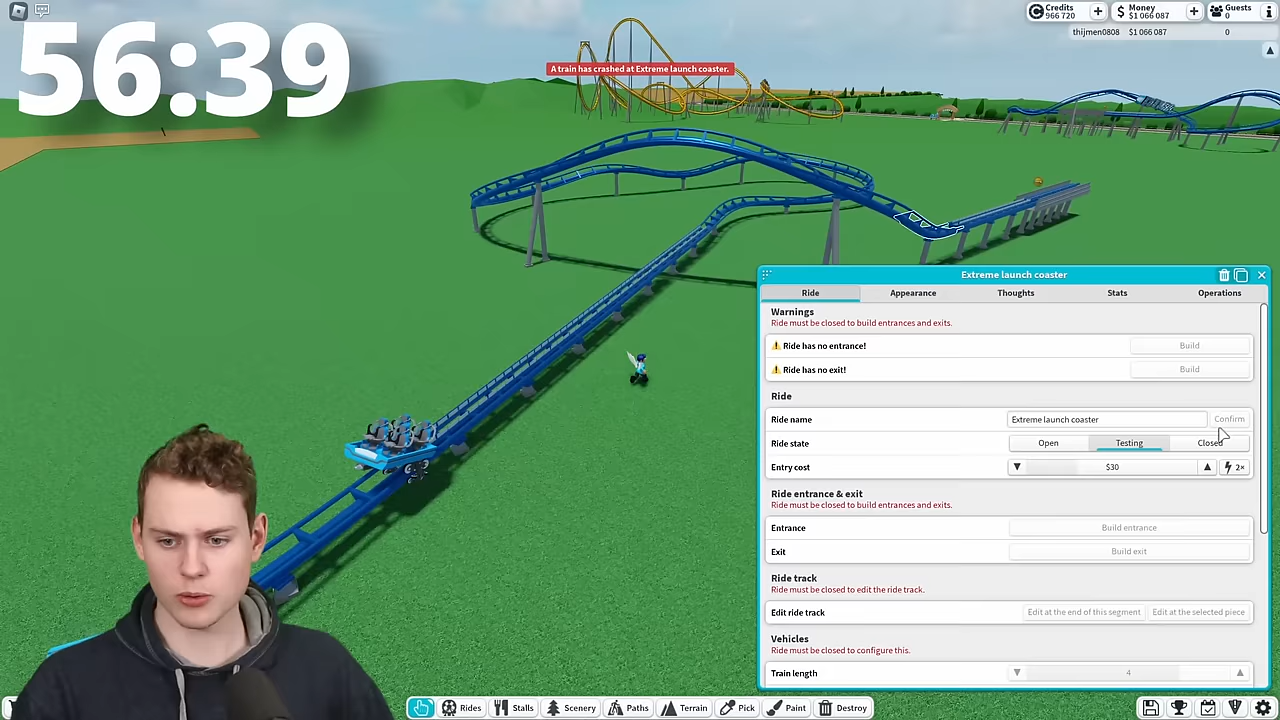 56:39
Credits
966 720
+
Money
$1 066 087
+
Guests
0
thijmen0808 $1 066 087 0
A train has crashed at Extreme launch coaster.
Extreme launch coaster
Ride Appearance Thoughts Stats Operations
Warnings
Ride must be closed to build entrances and exits.
Ride has no entrance! Build
Ride has no exit! Build
Ride
Ride name Extreme launch coaster Confirm
Ride state Open Testing Closed
Entry cost $30 2×
Ride entrance & exit
Ride must be closed to build entrances and exits.
Entrance Build entrance
Exit Build exit
Ride track
Ride must be closed to edit the ride track.
Edit ride track Edit at the end of this segment Edit at the selected piece
Vehicles
Ride must be closed to configure this.
Train length 4
Rides Stalls Scenery Paths Terrain Pick Paint Destroy